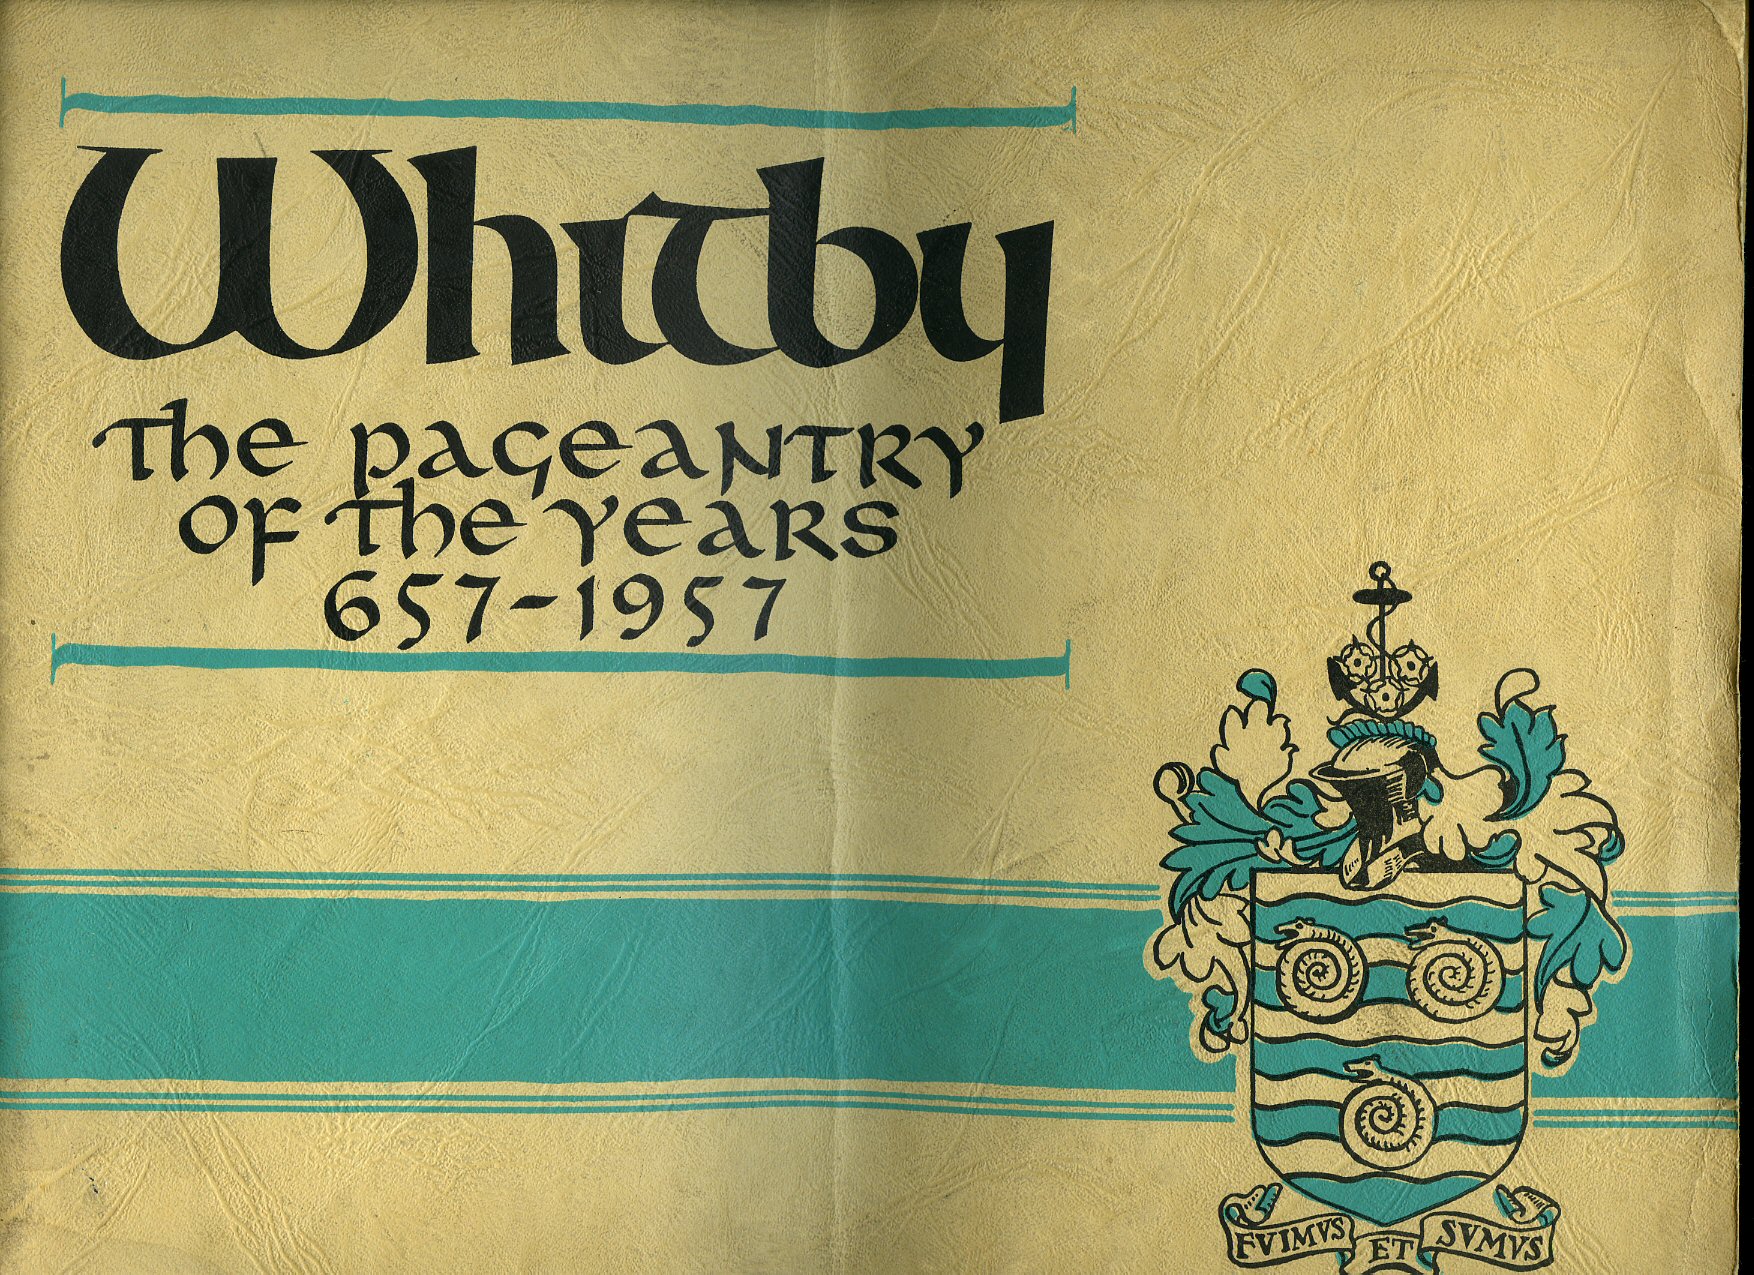 Whitby
The Pageantry
of the Years
657-1957
FVIMVS ET SVMVS